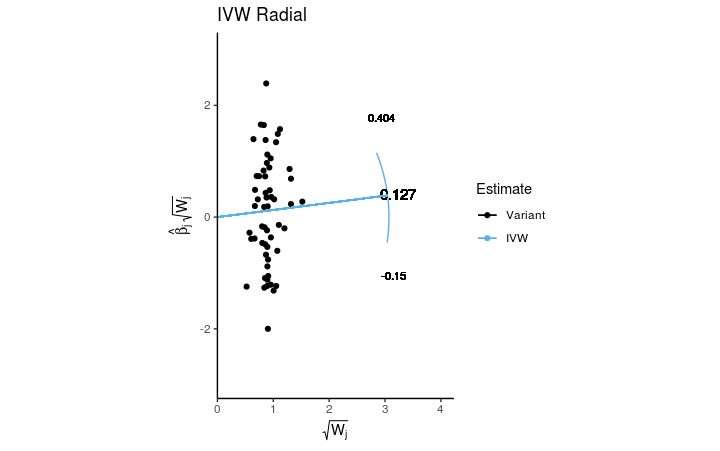 IVW Radial
2
0
-2
β̂ⱼ√Wⱼ
0.404
0.127
-0.15
0
1
2
3
4
√Wⱼ
Estimate
Variant
IVW